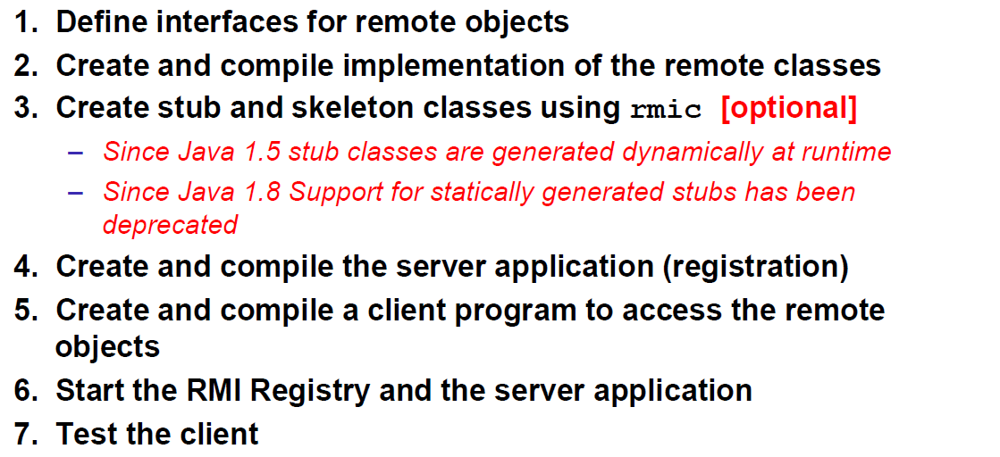 1. Define interfaces for remote objects
2. Create and compile implementation of the remote classes
3. Create stub and skeleton classes using rmic [optional]
– Since Java 1.5 stub classes are generated dynamically at runtime
– Since Java 1.8 Support for statically generated stubs has been
deprecated
4. Create and compile the server application (registration)
5. Create and compile a client program to access the remote
objects
6. Start the RMI Registry and the server application
7. Test the client